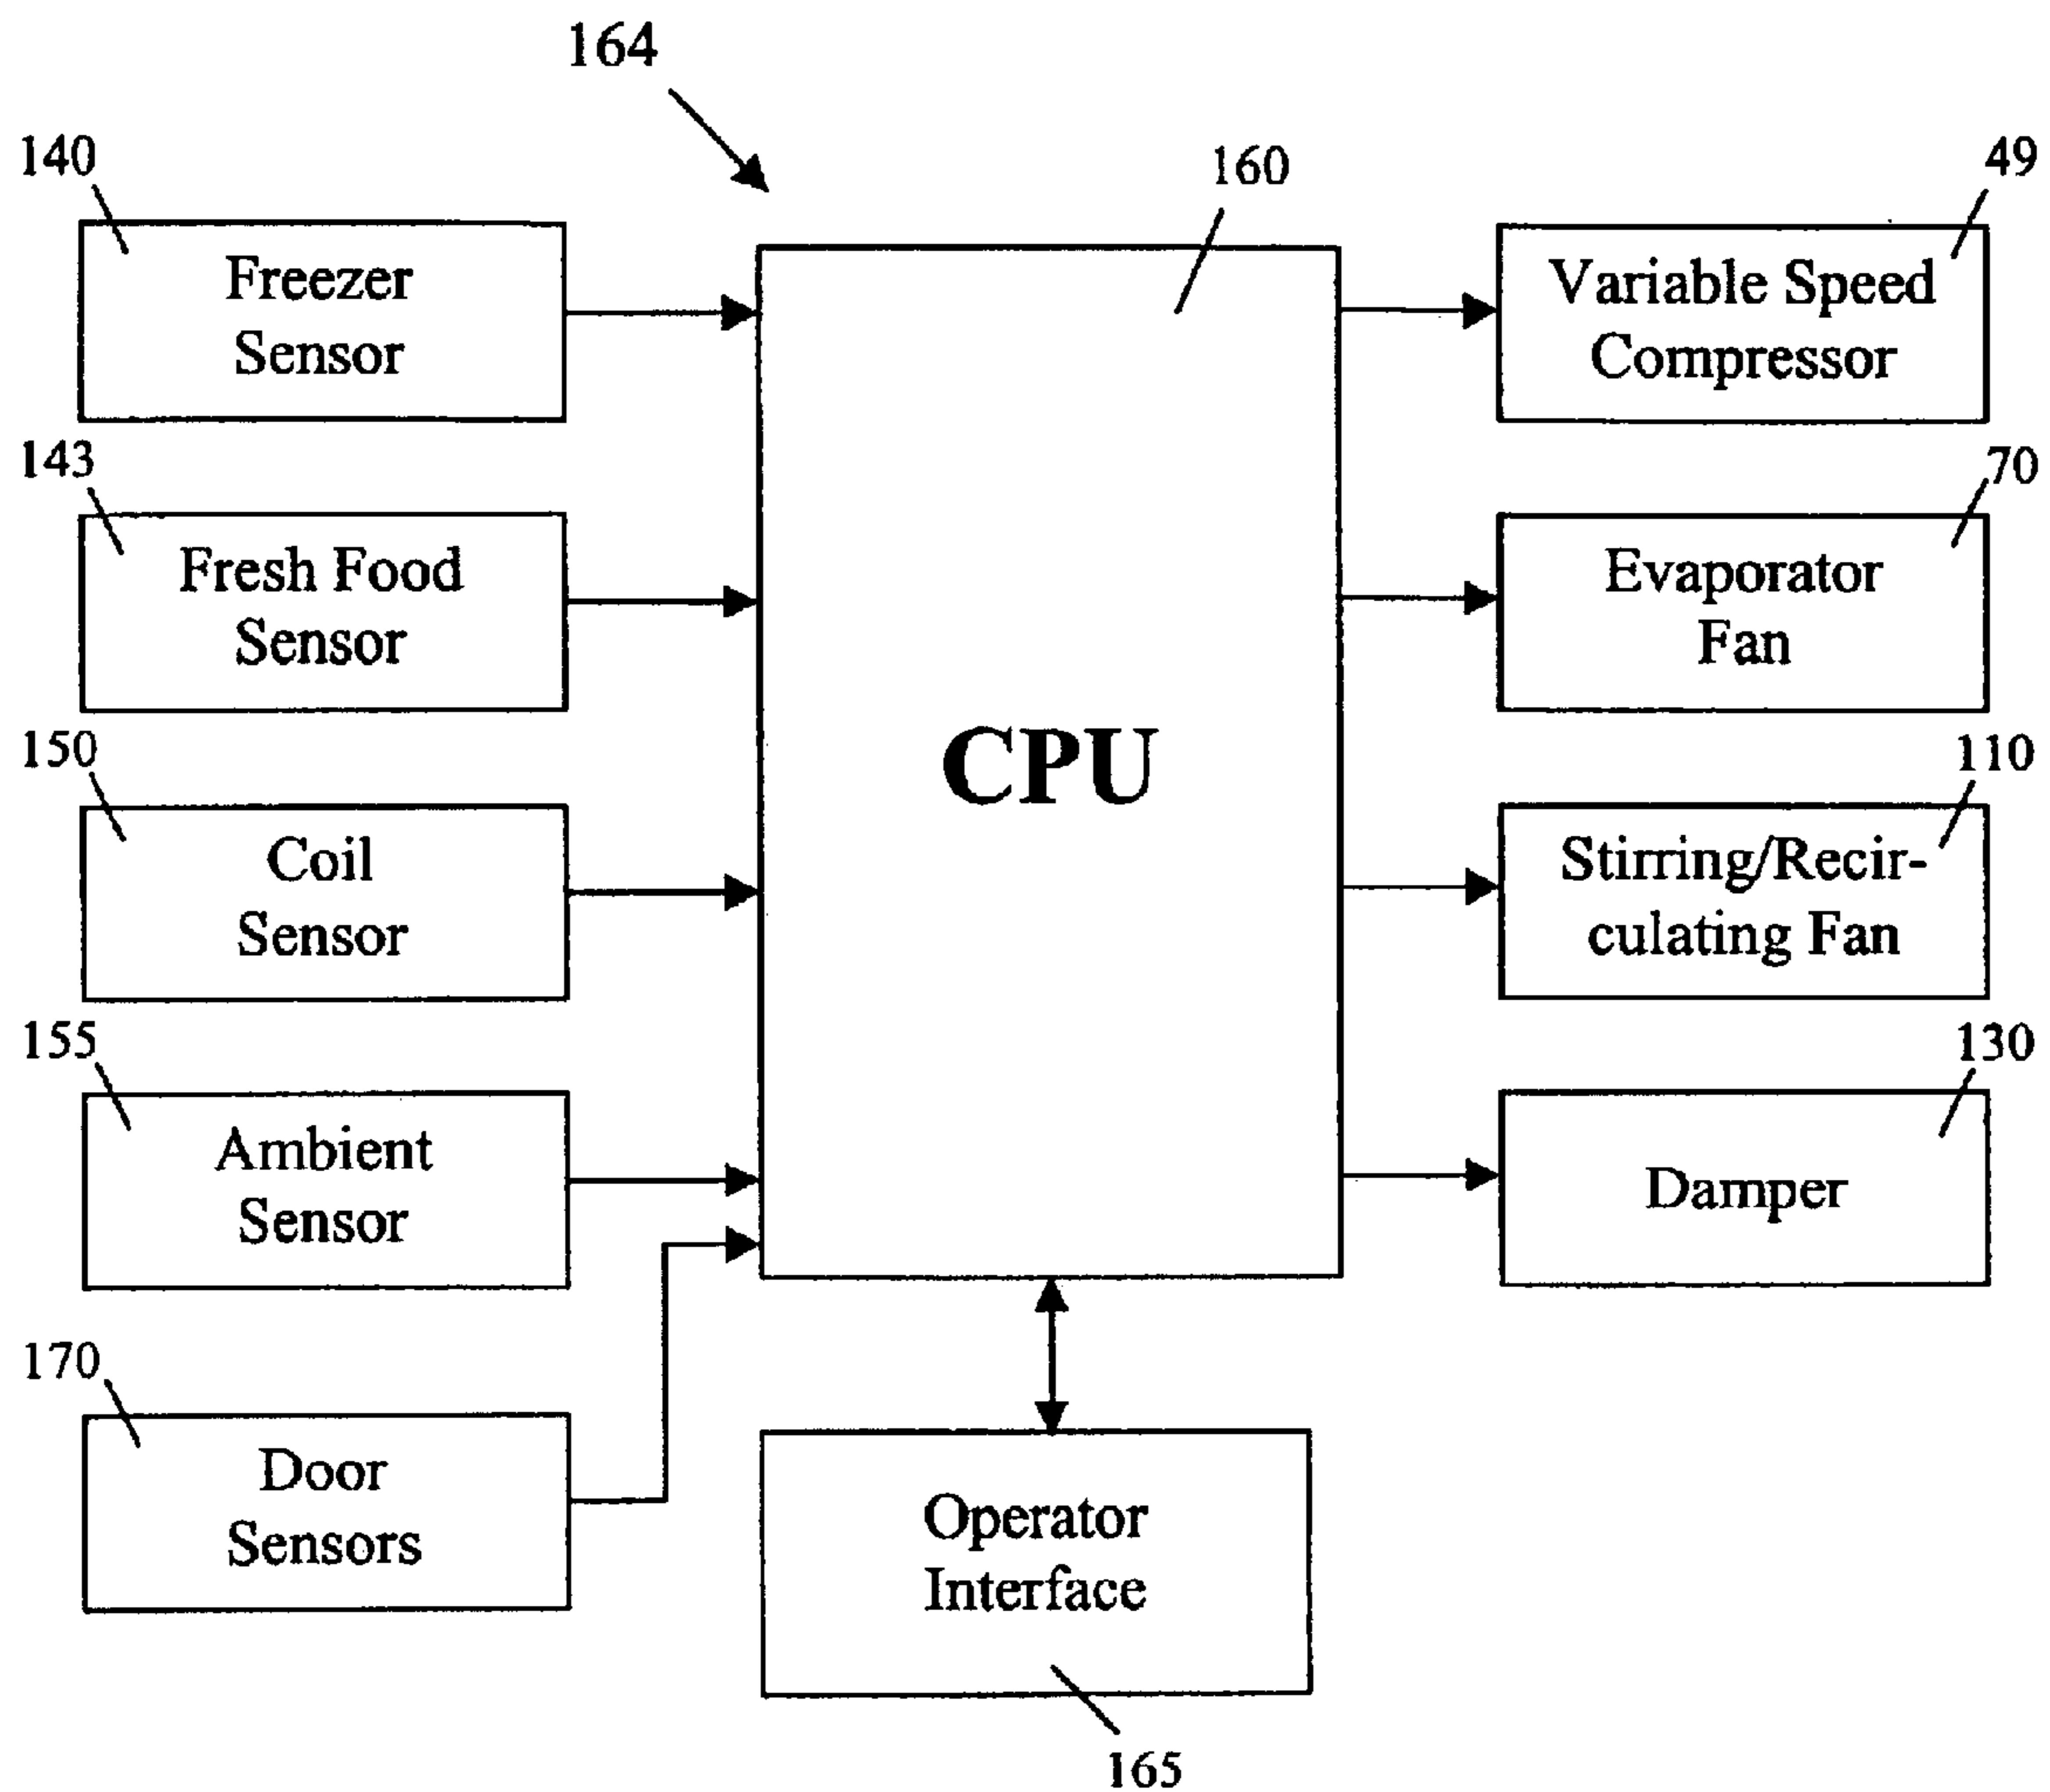 164
140
160
49
Freezer
Sensor
Variable Speed
Compressor
143
70
Fresh Food
Sensor
Evaporator
Fan
CPU
150
110
Coil
Sensor
Stirring/Recir-
culating Fan
155
130
Ambient
Sensor
Damper
170
Door
Sensors
Operator
Interface
165